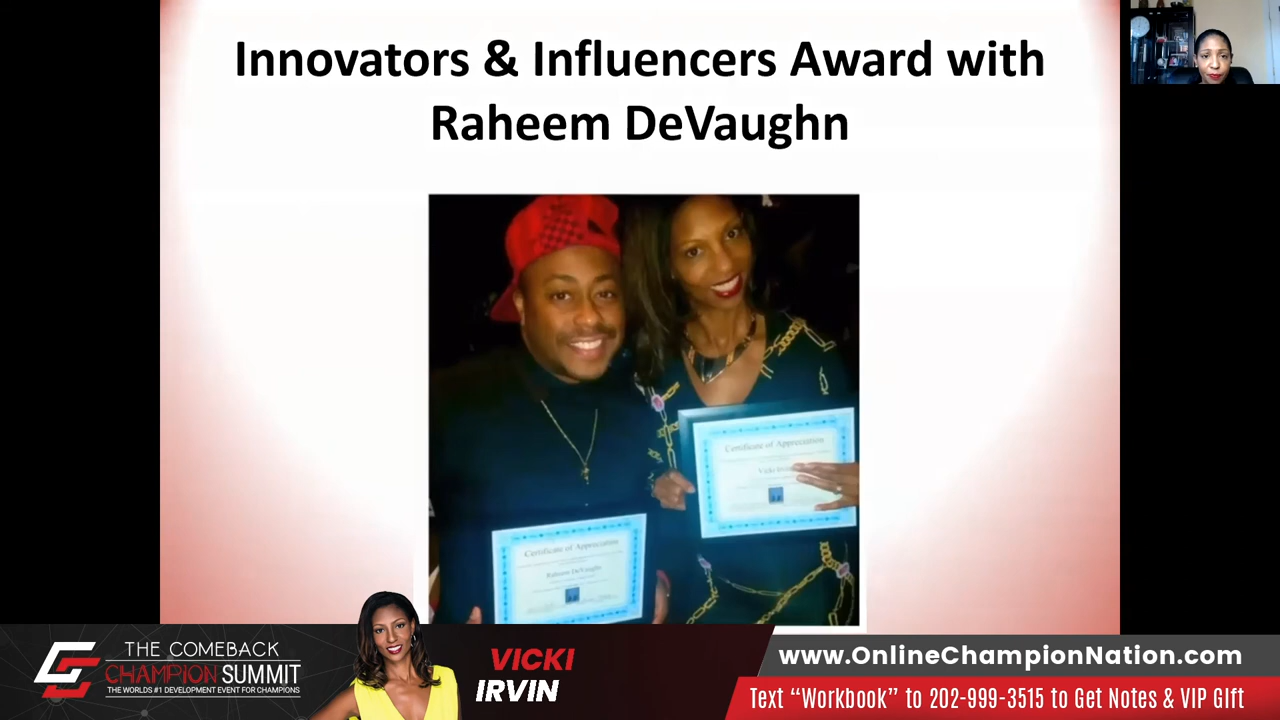 Innovators & Influencers Award with
Raheem DeVaughn
Certificate of Appreciation
Vicki
Certificate of Appreciation
Raheem DeVaughn
THE COMEBACK
CHAMPION SUMMIT
THE WORLDS #1 DEVELOPMENT EVENT FOR CHAMPIONS
VICKI
IRVIN
www.OnlineChampionNation.com
Text “Workbook” to 202-999-3515 to Get Notes & VIP GIft